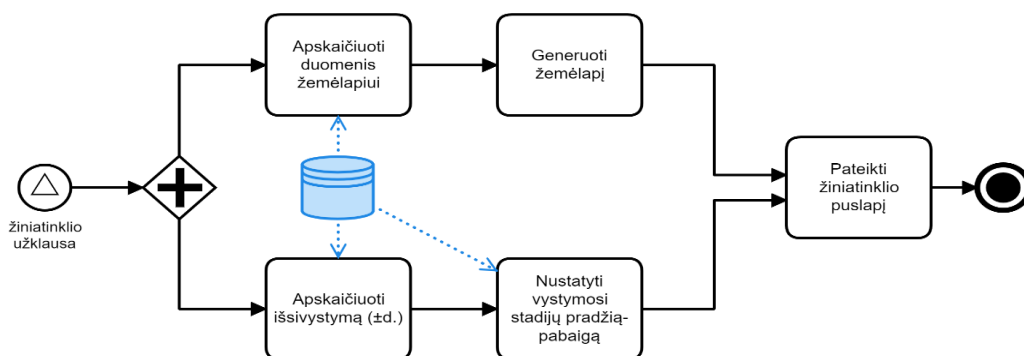 Apskaičiuoti
duomenis
žemėlapiui
Generuoti
žemėlapį
žiniatinklio
užklausa
Pateikti
žiniatinklio
puslapį
Apskaičiuoti
išsivystymą (±d.)
Nustatyti
vystymosi
stadijų pradžią-
pabaigą